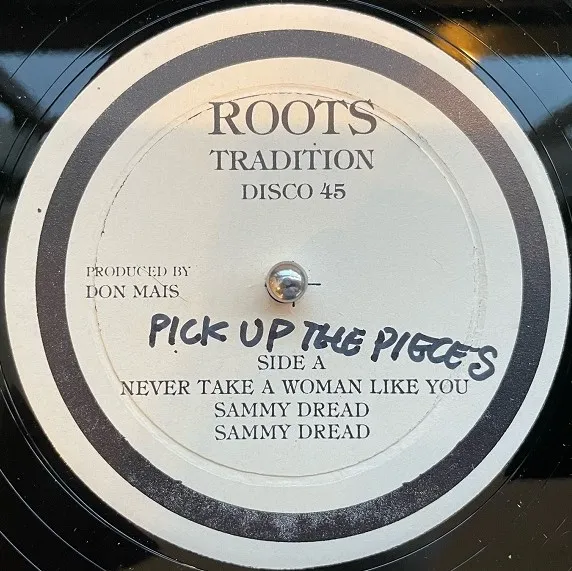 ROOTS
TRADITION
DISCO 45
PRODUCED BY
DON MAIS
PICK UP THE PIECES
SIDE A
NEVER TAKE A WOMAN LIKE YOU
SAMMY DREAD
SAMMY DREAD